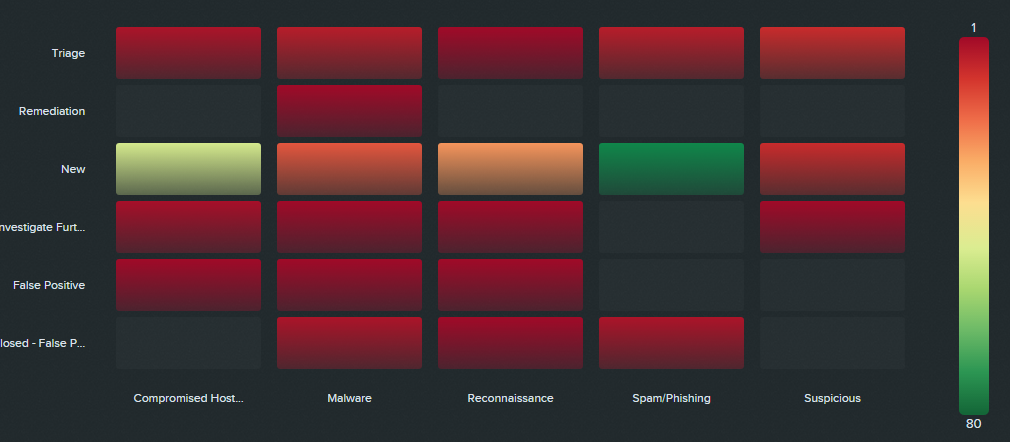 1
Triage
Remediation
New
nvestigate Furt...
False Positive
losed - False P...
Compromised Host...
Malware
Reconnaissance
Spam/Phishing
Suspicious
80